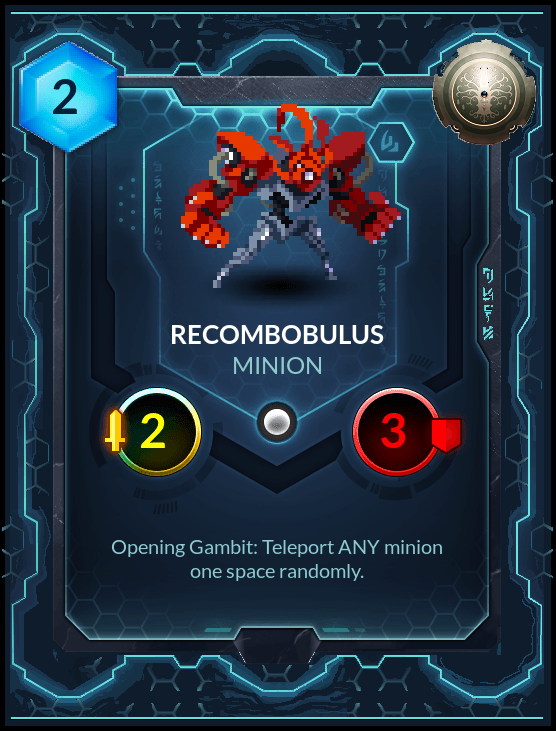 2
RECOMBOBULUS
MINION
2
3
Opening Gambit: Teleport ANY minion
one space randomly.